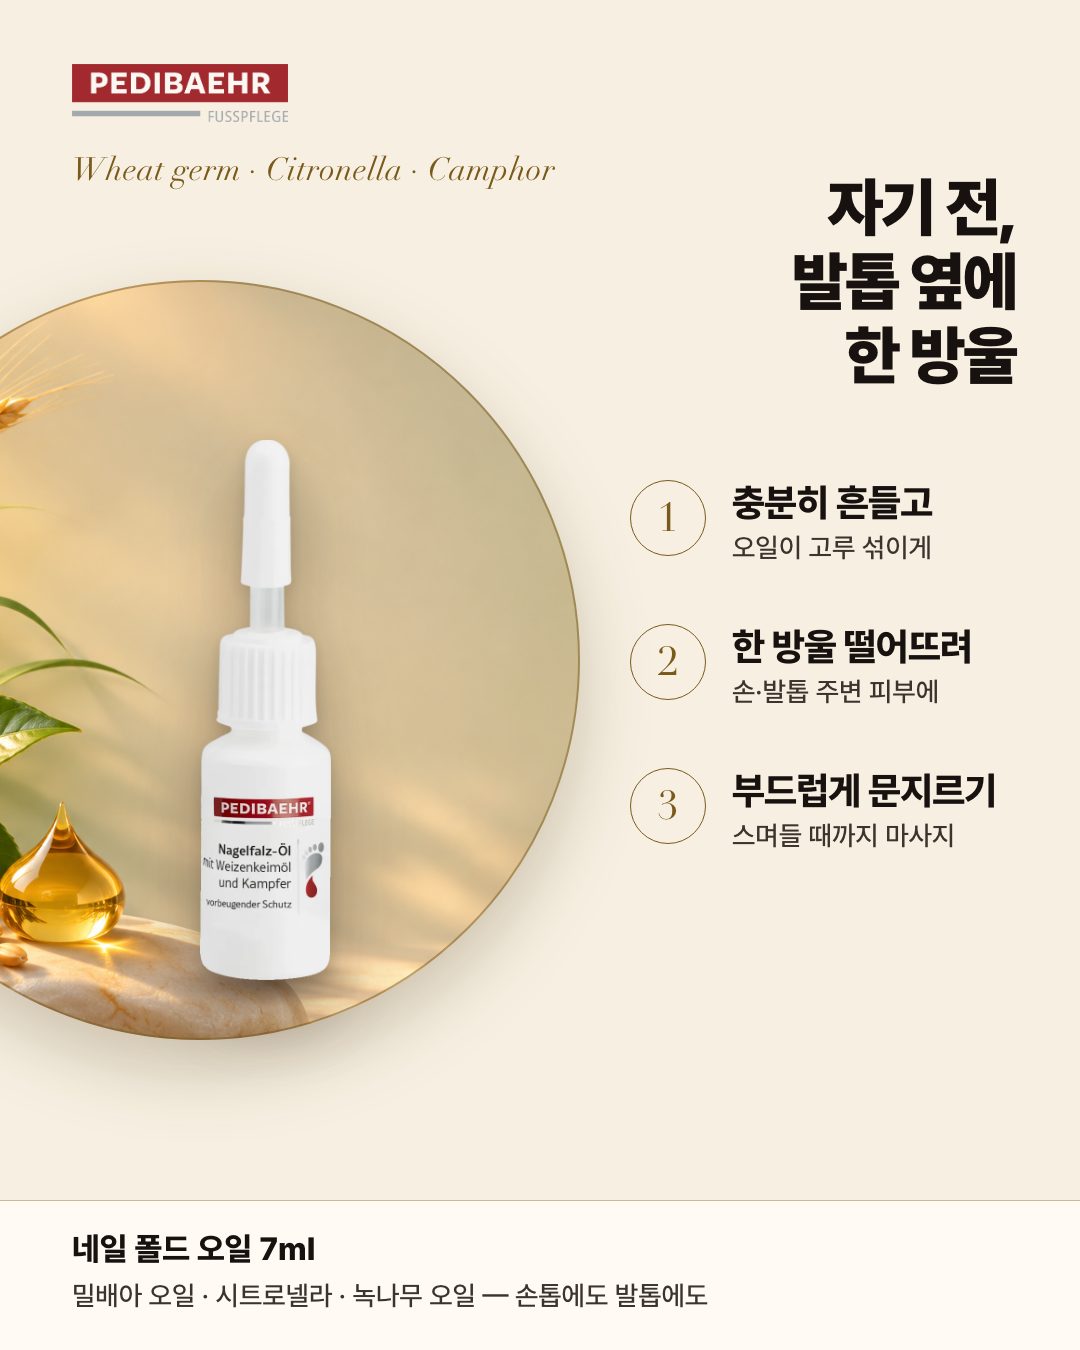 PEDIBAEHR
FUSSPFLEGE
Wheat germ · Citronella · Camphor
자기 전,
발톱 옆에
한 방울
1
충분히 흔들고
오일이 고루 섞이게
2
한 방울 떨어뜨려
손·발톱 주변 피부에
3
부드럽게 문지르기
스며들 때까지 마사지
PEDIBAEHR®
Nagelfalz-Öl
mit Weizenkeimöl
und Kampfer
vorbeugender Schutz
네일 폴드 오일 7ml
밀배아 오일 · 시트로넬라 · 녹나무 오일 — 손톱에도 발톱에도